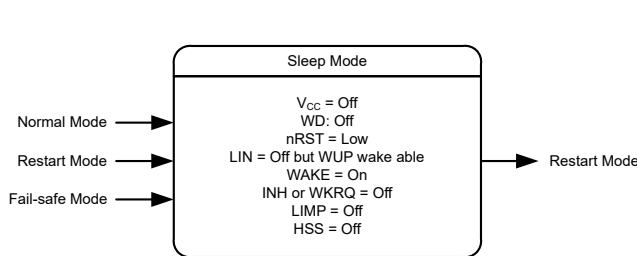 Sleep Mode
V_CC = Off
WD: Off
nRST = Low
LIN = Off but WUP wake able
WAKE = On
INH or WKRQ = Off
LIMP = Off
HSS = Off
Normal Mode
Restart Mode
Fail-safe Mode
Restart Mode